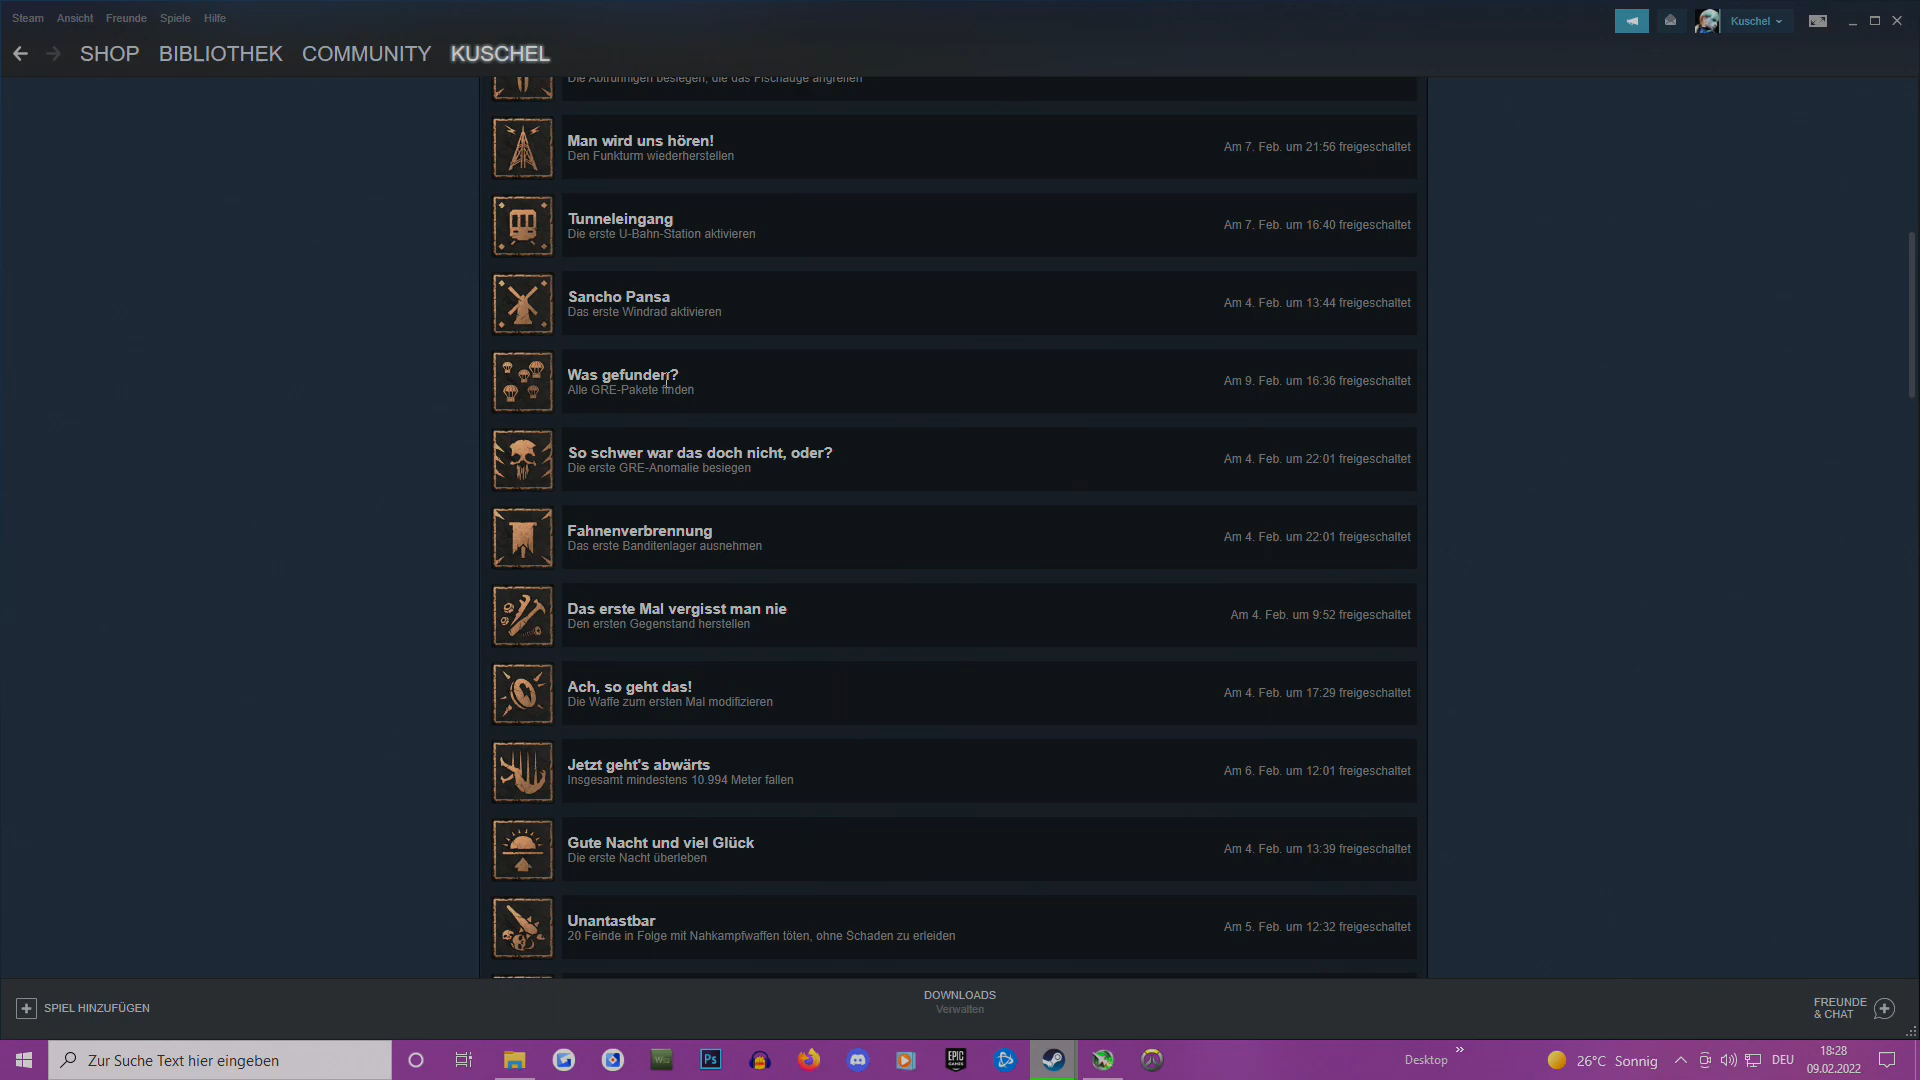 Steam Ansicht Freunde Spiele Hilfe
Kuschel
SHOP BIBLIOTHEK COMMUNITY KUSCHEL
Die Abtrünnigen besiegen, die das Fischauge angreifen
Man wird uns hören!
Den Funkturm wiederherstellen
Am 7. Feb. um 21:56 freigeschaltet
Tunneleingang
Die erste U-Bahn-Station aktivieren
Am 7. Feb. um 16:40 freigeschaltet
Sancho Pansa
Das erste Windrad aktivieren
Am 4. Feb. um 13:44 freigeschaltet
Was gefunden?
Alle GRE-Pakete finden
Am 9. Feb. um 16:36 freigeschaltet
So schwer war das doch nicht, oder?
Die erste GRE-Anomalie besiegen
Am 4. Feb. um 22:01 freigeschaltet
Fahnenverbrennung
Das erste Banditenlager ausnehmen
Am 4. Feb. um 22:01 freigeschaltet
Das erste Mal vergisst man nie
Den ersten Gegenstand herstellen
Am 4. Feb. um 9:52 freigeschaltet
Ach, so geht das!
Die Waffe zum ersten Mal modifizieren
Am 4. Feb. um 17:29 freigeschaltet
Jetzt geht's abwärts
Insgesamt mindestens 10.994 Meter fallen
Am 6. Feb. um 12:01 freigeschaltet
Gute Nacht und viel Glück
Die erste Nacht überleben
Am 4. Feb. um 13:39 freigeschaltet
Unantastbar
20 Feinde in Folge mit Nahkampfwaffen töten, ohne Schaden zu erleiden
Am 5. Feb. um 12:32 freigeschaltet
SPIEL HINZUFÜGEN
DOWNLOADS
Verwalten
FREUNDE
& CHAT
Zur Suche Text hier eingeben
Ps
EPIC
GAMES
Desktop
26°C Sonnig
DEU
18:28
09.02.2022